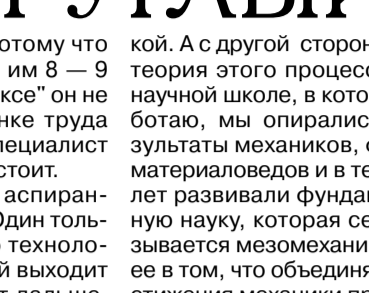 отому что
им 8 — 9
ксе" он не
нке труда
пециалист
стоит.
аспиран-
Один толь-
техноло-
й выходит
кой. А с другой сторон
теория этого процесс
научной школе, в кото
ботаю, мы опиралис
зультаты механиков,
материаловедов и в те
лет развивали фунда
ную науку, которая се
зывается мезомехани
ее в том, что объединя